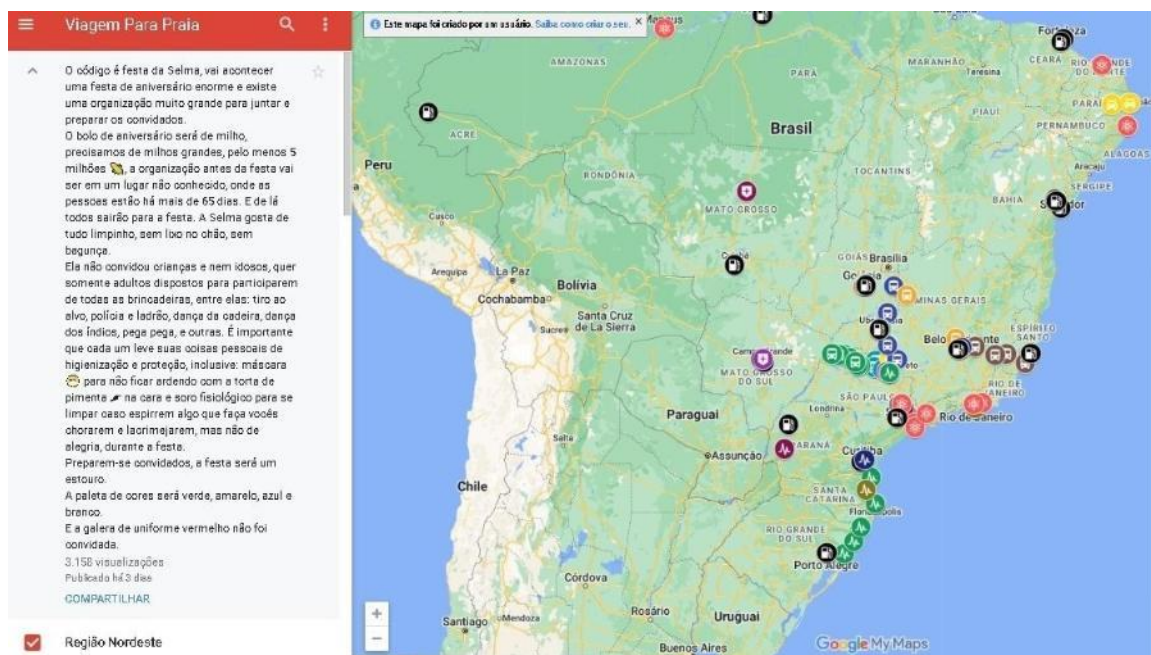 Viagem Para Praia
O código é festa da Selma, vai acontecer
uma festa de aniversário enorme e existe
uma organização muito grande para juntar e
preparar os convidados.
O bolo de aniversário será de milho,
precisamos de milhos grandes, pelo menos 5
milhões 🌽, a organização antes da festa vai
ser em um lugar não conhecido, onde as
pessoas estão há mais de 65 dias. E de lá
todos sairão para a festa. A Selma gosta de
tudo limpinho, sem lixo no chão, sem
bagunça.
Ela não convidou crianças e nem idosos, quer
somente adultos dispostos para participarem
de todas as brincadeiras, entre elas: tiro ao
alvo, polícia e ladrão, dança da cadeira, dança
dos índios, pega pega, e outras. É importante
que cada um leve suas coisas pessoais de
higienização e proteção, inclusive: máscara
😷 para não ficar ardendo com a torta de
pimenta 🌶 na cara e soro fisiológico para se
limpar caso espirrem algo que faça vocês
chorarem e lacrimejarem, mas não de
alegria, durante a festa.
Preparem-se convidados, a festa será um
estouro.
A paleta de cores será verde, amarelo, azul e
branco.
E a galera de uniforme vermelho não foi
convidada.
3.158 visualizações
Publicado há 3 dias
COMPARTILHAR
Região Nordeste
Este mapa foi criado por um usuário. Saiba como criar o seu. ×
AMAZONAS
PARÁ
MARANHÃO
Teresina
CEARÁ
PIAUÍ
PERNAMBUCO
ALAGOAS
Aracaju
SERGIPE
ACRE
Brasil
Peru
RONDÔNIA
TOCANTINS
BAHIA
MATO GROSSO
Cusco
GOIÁS
Brasília
Arequipa
La Paz
Bolívia
MINAS GERAIS
Cochabamba
Santa Cruz
de La Sierra
Sucre
ESPÍRITO
SANTO
MATO GROSSO
DO SUL
RIO DE
JANEIRO
Rio de Janeiro
Londrina
Paraguai
Salta
Assunção
Curitiba
Chile
SANTA
CATARINA
Florianópolis
RIO GRANDE
DO SUL
Porto Alegre
Córdova
Santiago
Mendoza
Rosário
Uruguai
Buenos Aires
+
−
Google My Maps